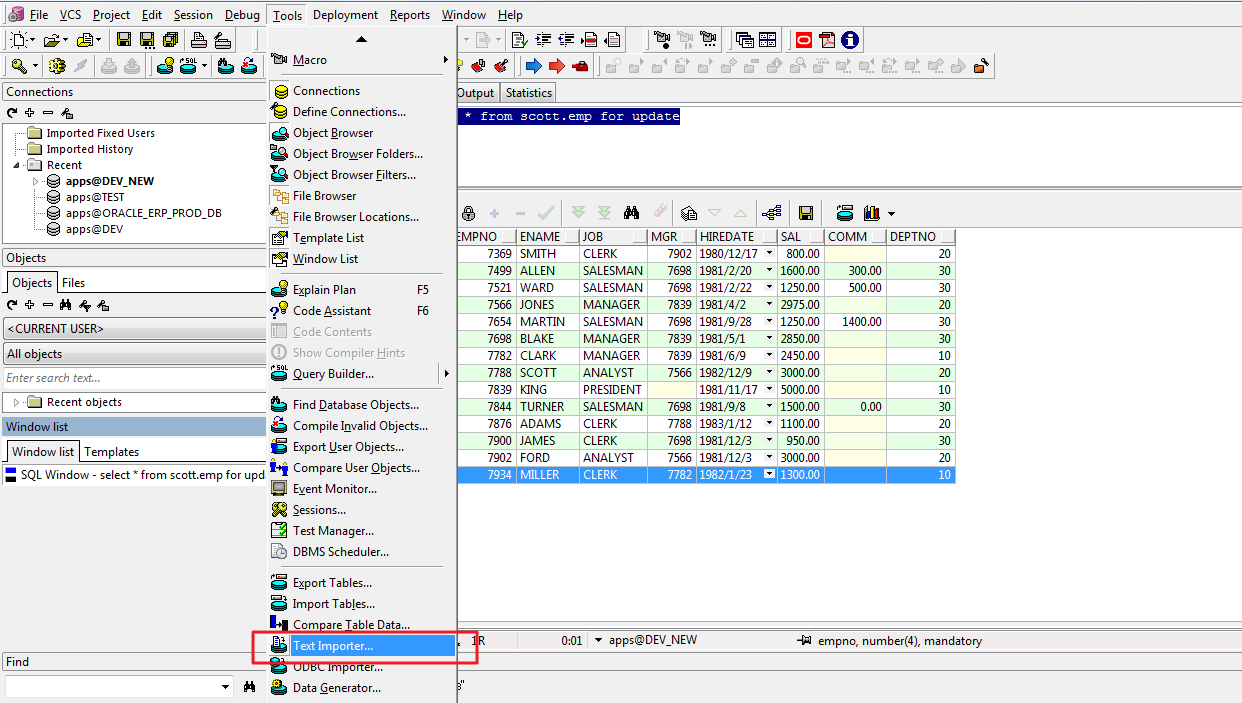 File VCS Project Edit Session Debug Tools Deployment Reports Window Help
Connections
Imported Fixed Users
Imported History
Recent
apps@DEV_NEW
apps@TEST
apps@ORACLE_ERP_PROD_DB
apps@DEV
Objects
Objects Files
<CURRENT USER>
All objects
Enter search text...
Recent objects
Window list
Window list Templates
SQL Window - select * from scott.emp for upd
Find
Macro
Connections
Define Connections...
Object Browser
Object Browser Folders...
Object Browser Filters...
File Browser
File Browser Locations...
Template List
Window List
Explain Plan F5
Code Assistant F6
Code Contents
Show Compiler Hints
Query Builder...
Find Database Objects...
Compile Invalid Objects...
Export User Objects...
Compare User Objects...
Event Monitor...
Sessions...
Test Manager...
DBMS Scheduler...
Export Tables...
Import Tables...
Compare Table Data...
Text Importer...
ODBC Importer...
Data Generator...
Output Statistics
* from scott.emp for update
EMPNO ENAME JOB MGR HIREDATE SAL COMM DEPTNO
7369 SMITH CLERK 7902 1980/12/17 800.00 20
7499 ALLEN SALESMAN 7698 1981/2/20 1600.00 300.00 30
7521 WARD SALESMAN 7698 1981/2/22 1250.00 500.00 30
7566 JONES MANAGER 7839 1981/4/2 2975.00 20
7654 MARTIN SALESMAN 7698 1981/9/28 1250.00 1400.00 30
7698 BLAKE MANAGER 7839 1981/5/1 2850.00 30
7782 CLARK MANAGER 7839 1981/6/9 2450.00 10
7788 SCOTT ANALYST 7566 1982/12/9 3000.00 20
7839 KING PRESIDENT 1981/11/17 5000.00 10
7844 TURNER SALESMAN 7698 1981/9/8 1500.00 0.00 30
7876 ADAMS CLERK 7788 1983/1/12 1100.00 20
7900 JAMES CLERK 7698 1981/12/3 950.00 30
7902 FORD ANALYST 7566 1981/12/3 3000.00 20
7934 MILLER CLERK 7782 1982/1/23 1300.00 10
0:01 apps@DEV_NEW empno, number(4), mandatory